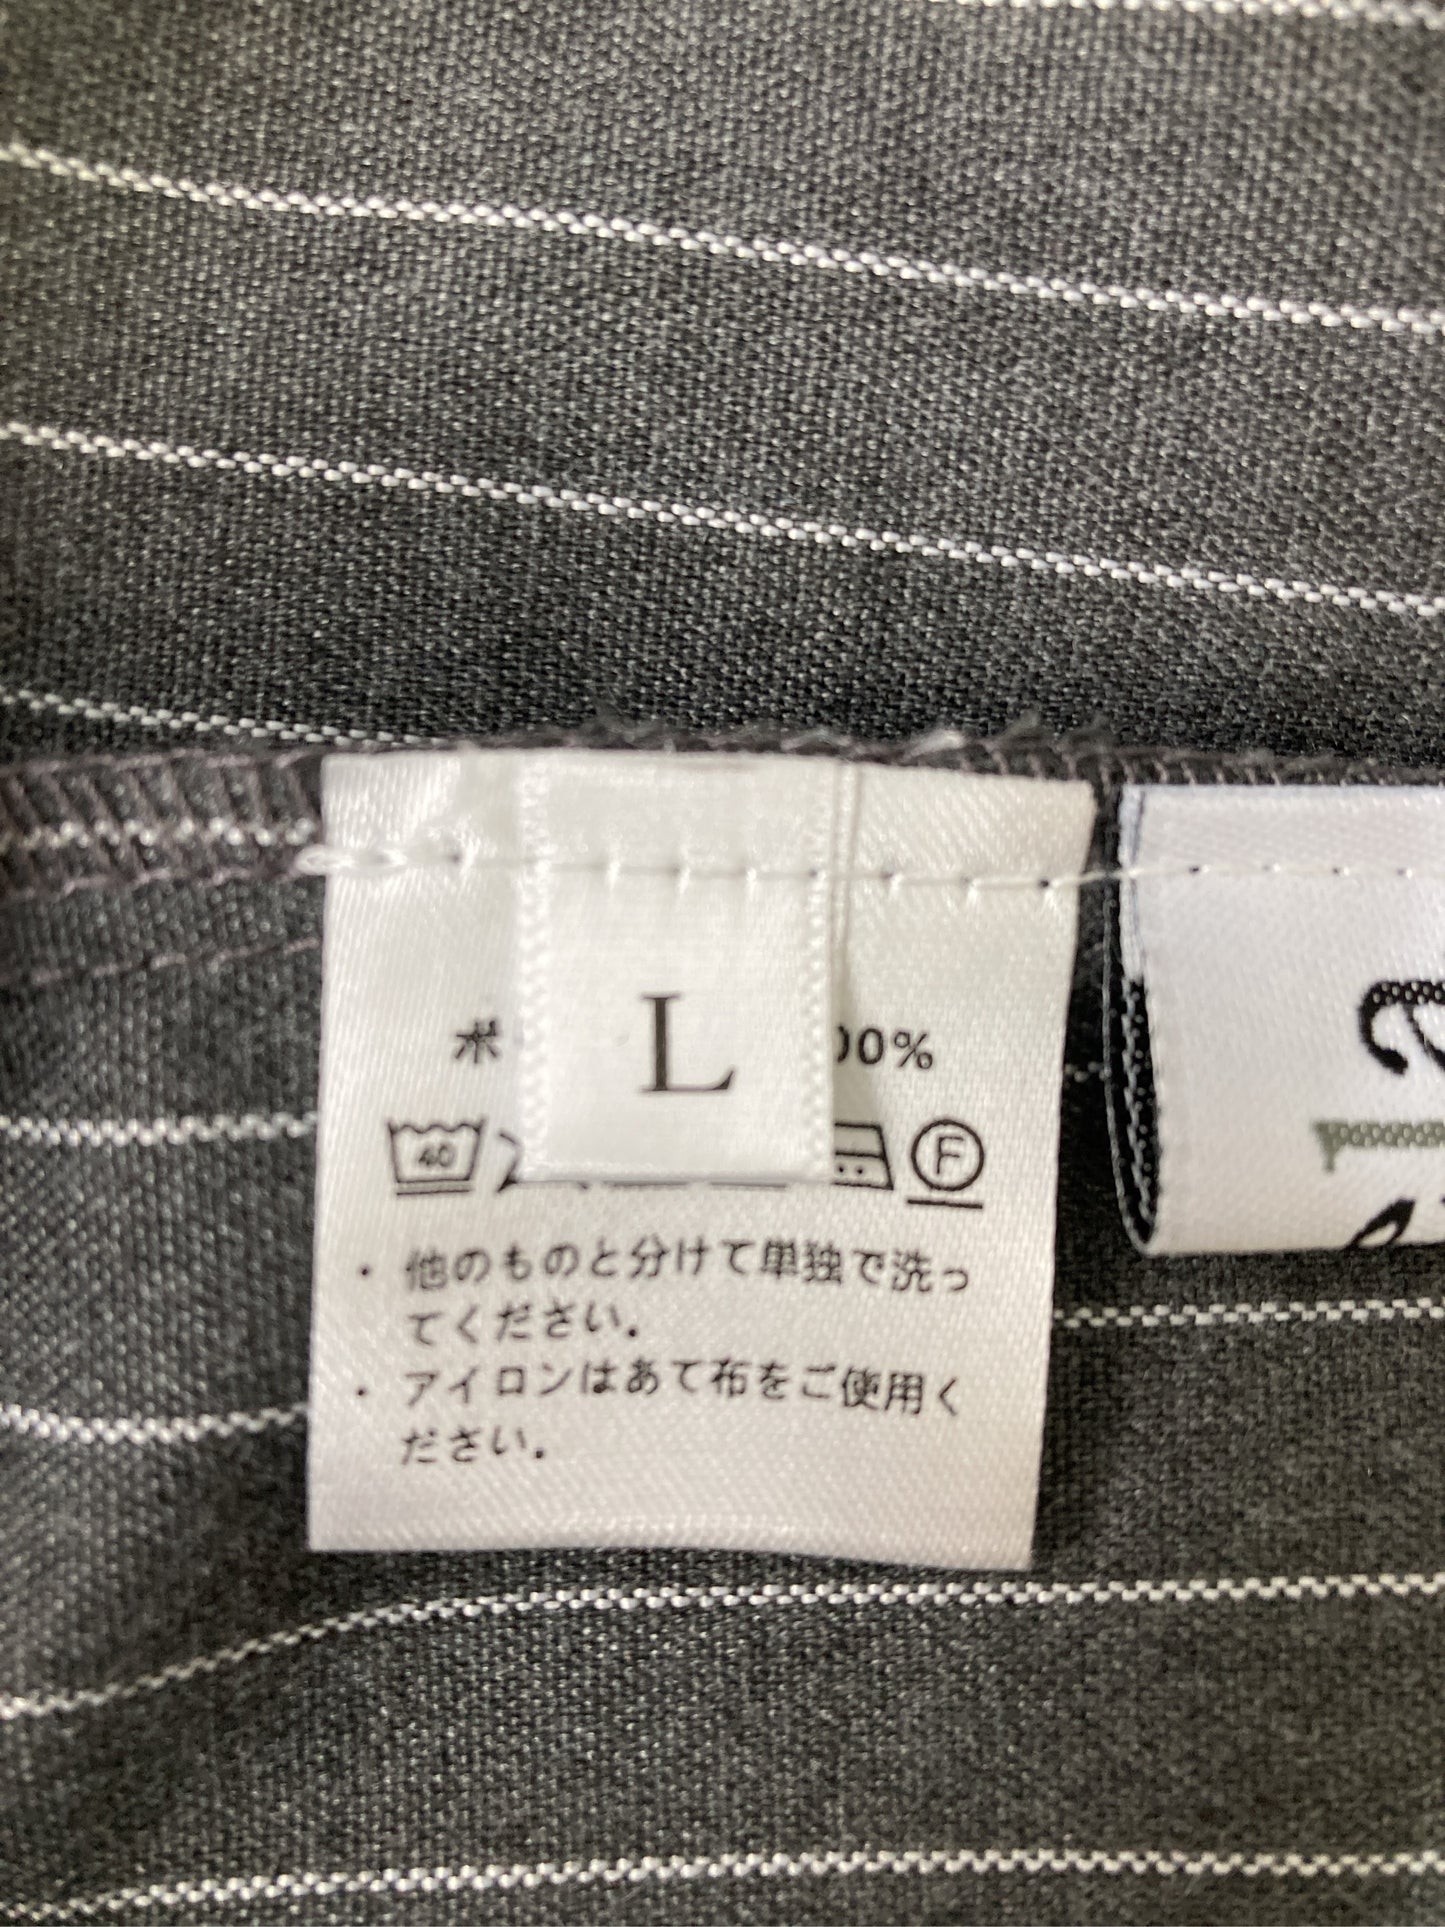 L
ポ 00%
40 F
・他のものと分けて単独で洗っ
てください.
・アイロンはあて布をご使用く
ださい.